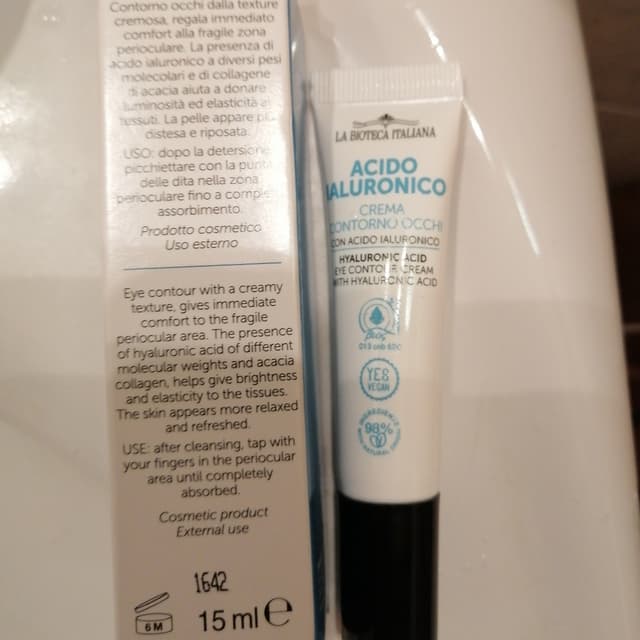 Contorno occhi dalla texture
cremosa, regala immediato
comfort alla fragile zona
perioculare. La presenza di
acido ialuronico a diversi pesi
molecolari e di collagene
di acacia aiuta a donare
luminosità ed elasticità ai
tessuti. La pelle appare più
distesa e riposata.
USO: dopo la detersione
picchiettare con la punta
delle dita nella zona
perioculare fino a completo
assorbimento.
Prodotto cosmetico
Uso esterno
Eye contour with a creamy
texture, gives immediate
comfort to the fragile
periocular area. The presence
of hyaluronic acid of different
molecular weights and acacia
collagen, helps give brightness
and elasticity to the tissues.
The skin appears more relaxed
and refreshed.
USE: after cleansing, tap with
your fingers in the periocular
area until completely
absorbed.
Cosmetic product
External use
1642
6M
15 ml e
LA BIOTECA ITALIANA
ACIDO
IALURONICO
CREMA
CONTORNO OCCHI
CON ACIDO IALURONICO
HYALURONIC ACID
EYE CONTOUR CREAM
WITH HYALURONIC ACID
YES
VEGAN
INGREDIENTS
98%